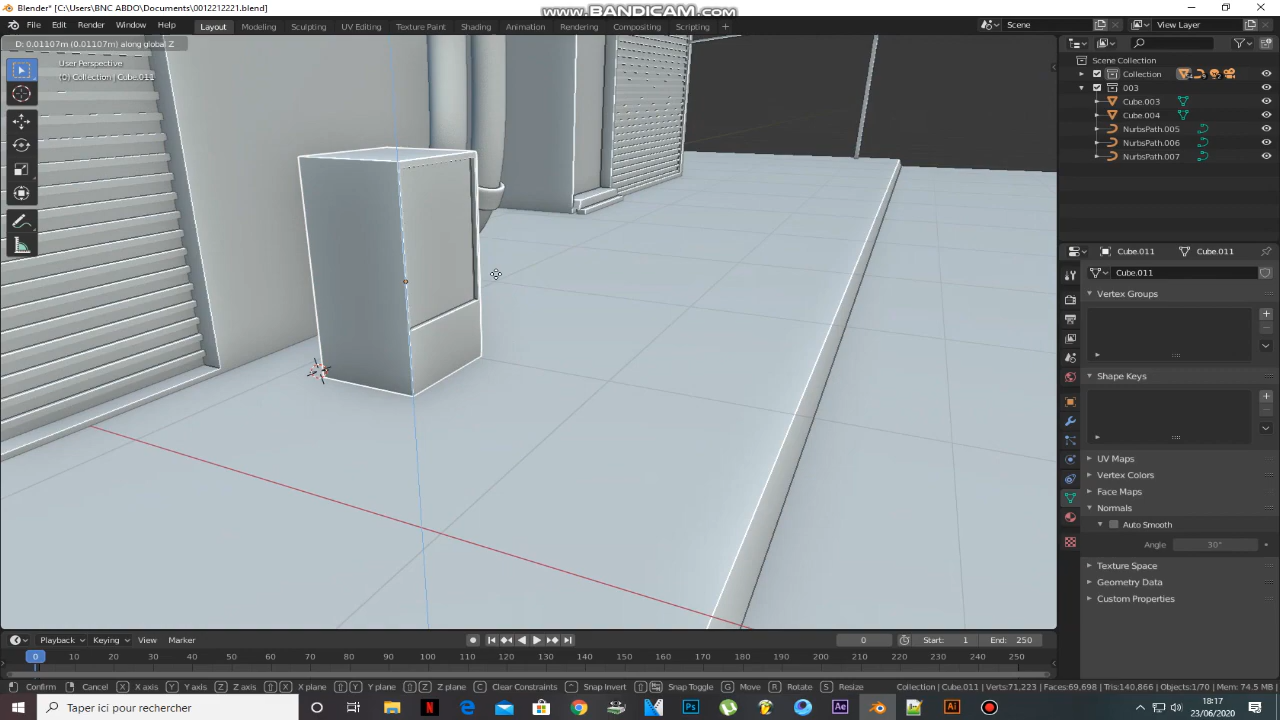 Blender* [C:\Users\BNC ABDO\Documents\001212221.blend]
www.BANDICAM.com
File Edit Render Window Help
Layout Modeling Sculpting UV Editing Texture Paint Shading Animation Rendering Compositing Scripting +
Scene
View Layer
D: 0.01107m (0.01107m) along global Z
User Perspective
(0) Collection | Cube.011
Scene Collection
Collection
003
Cube.003
Cube.004
NurbsPath.005
NurbsPath.006
NurbsPath.007
Cube.011 Cube.011
Cube.011
Vertex Groups
Shape Keys
UV Maps
Vertex Colors
Face Maps
Normals
Auto Smooth
Angle 30°
Texture Space
Geometry Data
Custom Properties
Playback Keying View Marker
0 Start: 1 End: 250
0 10 20 30 40 50 60 70 80 90 100 110 120 130 140 150 160 170 180 190 200 210 220 230 240 250
Confirm Cancel X X axis Y Y axis Z Z axis X X plane Y Y plane Z Z plane C Clear Constraints Snap Invert Snap Toggle G Move R Rotate S Resize
Collection | Cube.011 | Verts:71,223 | Faces:69,698 | Tris:140,866 | Objects:1/70 | Mem: 74.5 MB |
Taper ici pour rechercher
18:17
23/06/2020